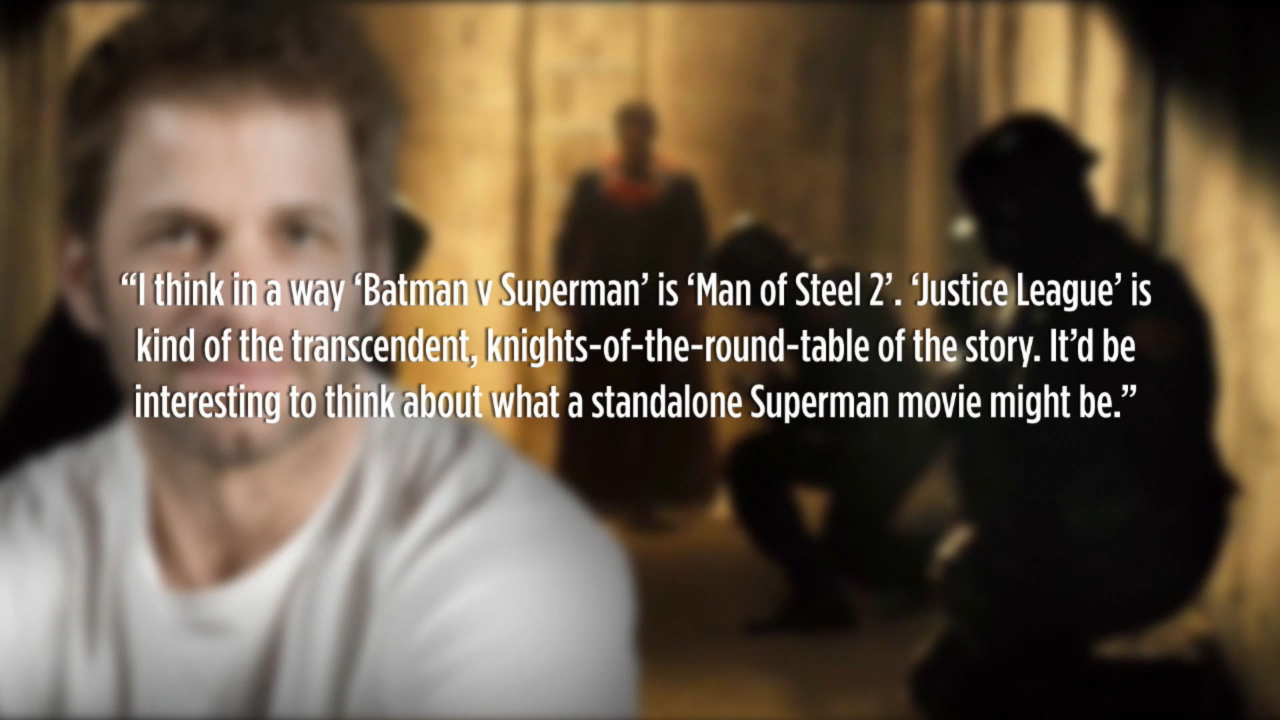 “I think in a way ‘Batman v Superman’ is ‘Man of Steel 2’. ‘Justice League’ is
kind of the transcendent, knights-of-the-round-table of the story. It’d be
interesting to think about what a standalone Superman movie might be.”